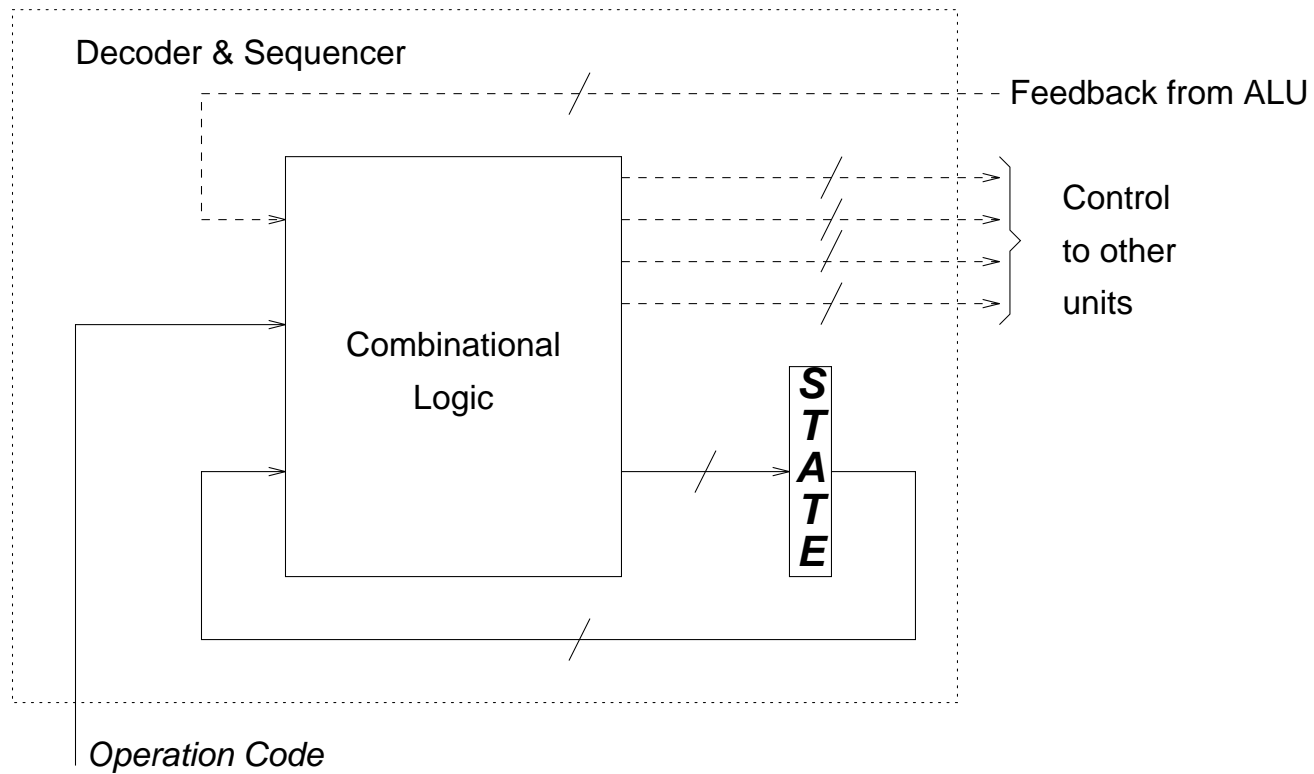 Decoder & Sequencer
Feedback from ALU
Control
to other
units
Combinational
Logic
S
T
A
T
E
Operation Code